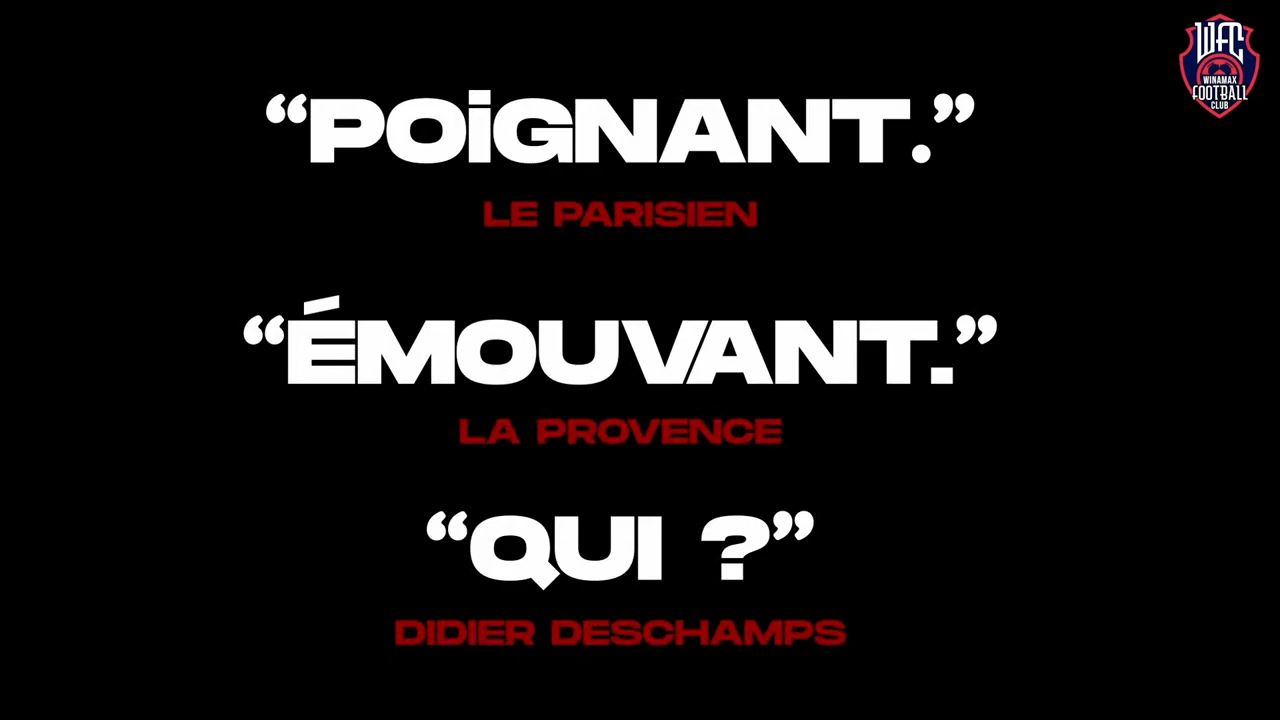 “POiGNANT.”
LE PARISIEN
“ÉMOUVANT.”
LA PROVENCE
“QUI ?”
DIDIER DESCHAMPS
WFC
WINAMAX
FOOTBALL
CLUB